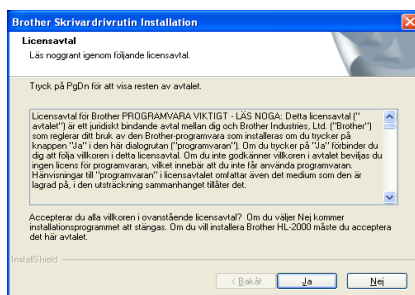 Brother Skrivardrivrutin Installation
Licensavtal
Läs noggrant igenom följande licensavtal.
Tryck på PgDn för att visa resten av avtalet.
Licensavtal för Brother PROGRAMVARA VIKTIGT - LÄS NOGA: Detta licensavtal ("
avtalet") är ett juridiskt bindande avtal mellan dig och Brother Industries, Ltd. ("Brother")
som reglerar ditt bruk av den Brother-programvara som installeras om du trycker på
knappen "Ja" i den här dialogrutan ("programvaran"). Om du trycker på "Ja" förbinder du
dig att följa villkoren i detta licensavtal. Om du inte godkänner villkoren i avtalet beviljas du
ingen licens för programvaran, vilket innebär att du inte får använda programvaran.
Hänvisningar till "programvaran" i licensavtalet omfattar även det medium som den är
lagrad på, i den utsträckning sammanhanget tillåter det.
Accepterar du alla villkoren i ovanstående licensavtal? Om du väljer Nej kommer
installationsprogrammet att stängas. Om du vill installera Brother HL-2000 måste du acceptera
det här avtalet.
InstallShield
< Bakåt Ja Nej